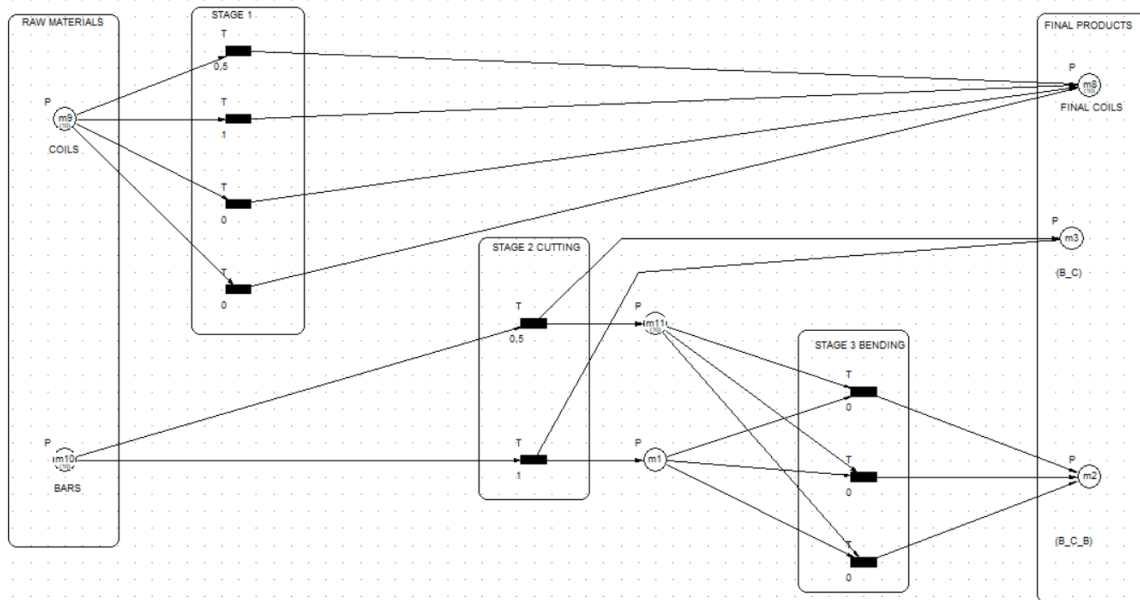 RAW MATERIALS
STAGE 1
FINAL PRODUCTS
T
0,5
P
m8
FINAL COILS
P
m9
COILS
T
1
T
0
P
m3
(B_C)
STAGE 2 CUTTING
T
0
T
0,5
P
m11
STAGE 3 BENDING
T
0
P
m10
BARS
T
1
P
m1
T
0
P
m2
T
0
(B_C_B)